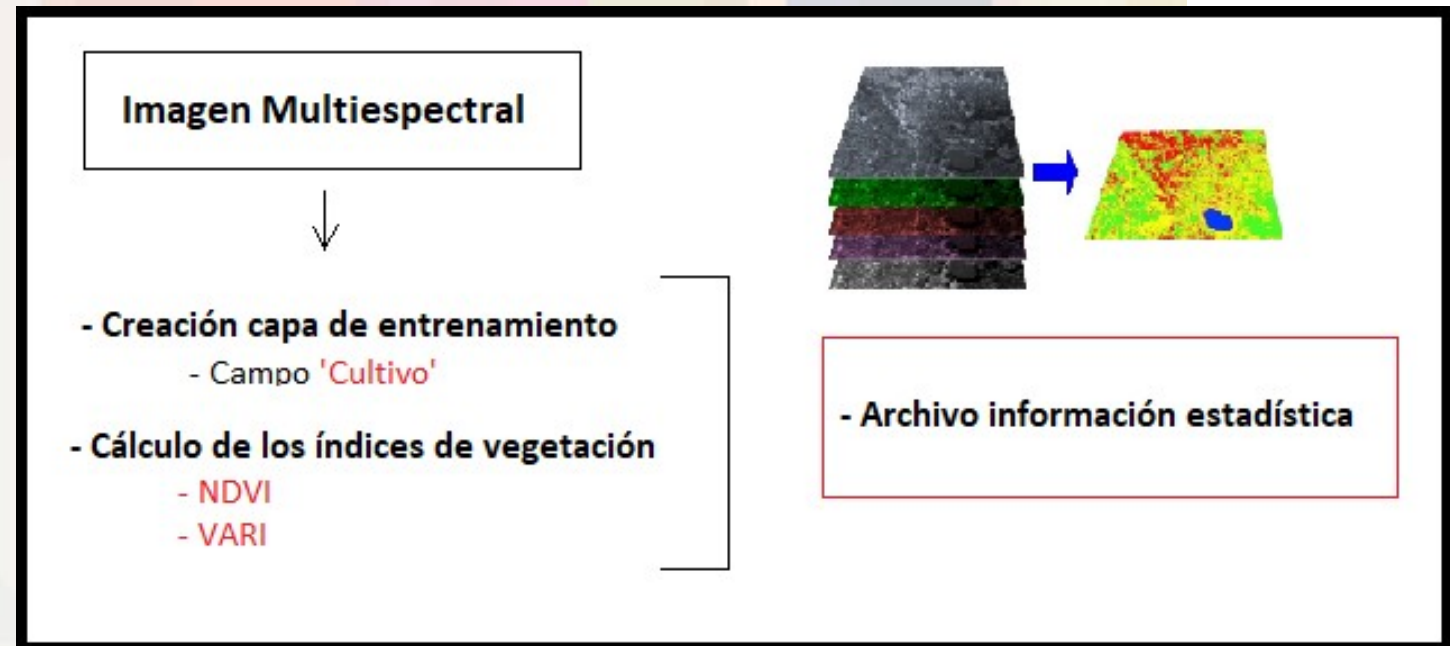 Imagen Multiespectral
- Creación capa de entrenamiento
- Campo 'Cultivo'
- Cálculo de los índices de vegetación
- NDVI
- VARI
- Archivo información estadística